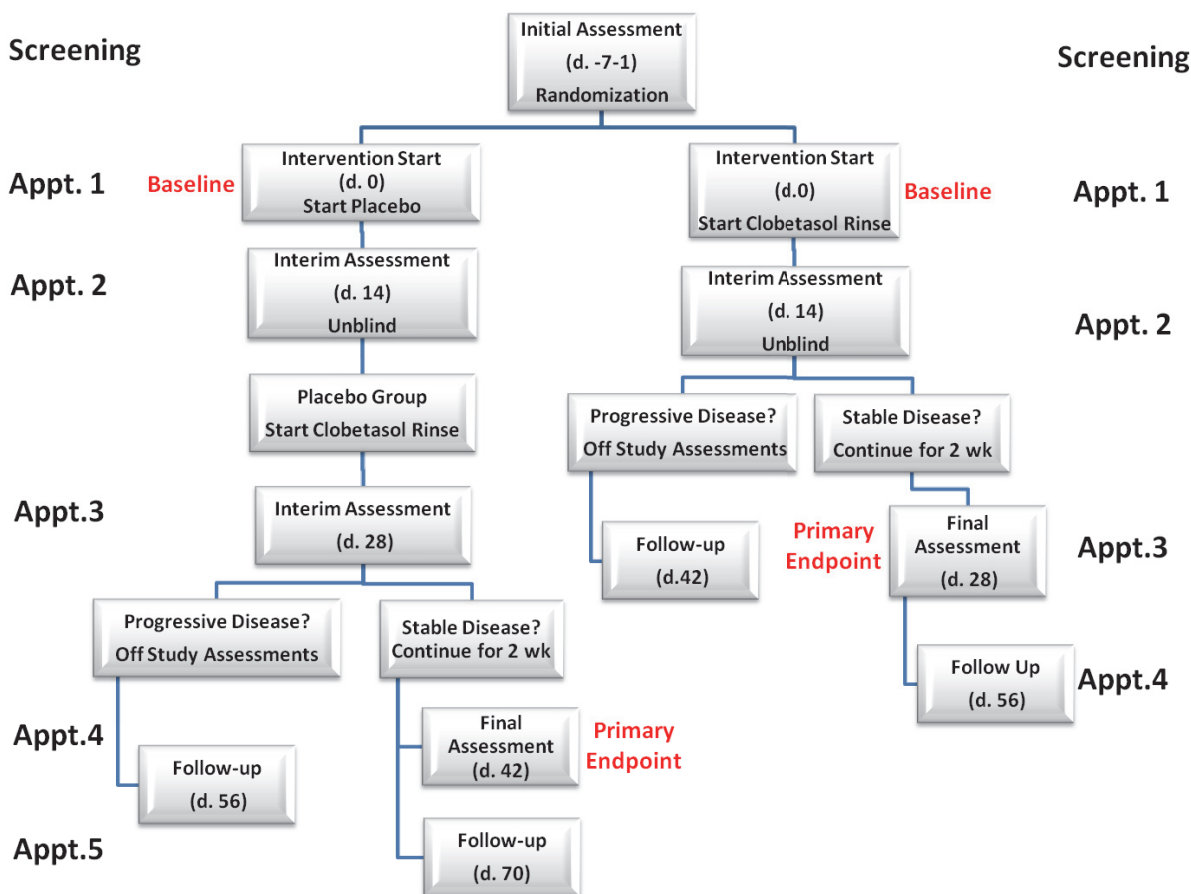 Screening
Initial Assessment
(d. -7-1)
Randomization
Screening
Appt. 1
Baseline
Intervention Start
(d. 0)
Start Placebo
Intervention Start
(d.0)
Start Clobetasol Rinse
Baseline
Appt. 1
Appt. 2
Interim Assessment
(d. 14)
Unblind
Interim Assessment
(d. 14)
Unblind
Appt. 2
Placebo Group
Start Clobetasol Rinse
Progressive Disease?
Off Study Assessments
Stable Disease?
Continue for 2 wk
Appt.3
Interim Assessment
(d. 28)
Follow-up
(d.42)
Primary
Endpoint
Final
Assessment
(d. 28)
Appt.3
Progressive Disease?
Off Study Assessments
Stable Disease?
Continue for 2 wk
Follow Up
(d. 56)
Appt.4
Appt.4
Follow-up
(d. 56)
Final
Assessment
(d. 42)
Primary
Endpoint
Appt.5
Follow-up
(d. 70)